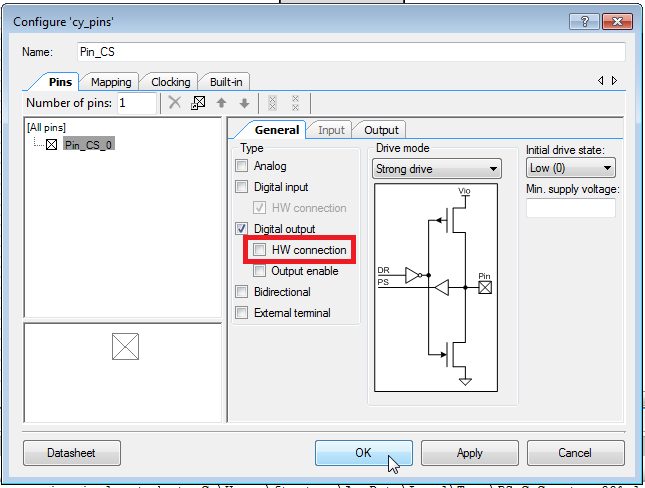 Configure 'cy_pins'
Name: Pin_CS
Pins Mapping Clocking Built-in
Number of pins: 1
[All pins]
Pin_CS_0
General Input Output
Type
Analog
Digital input
HW connection
Digital output
HW connection
Output enable
Bidirectional
External terminal
Drive mode
Strong drive
Vio
DR
PS
Pin
Initial drive state:
Low (0)
Min. supply voltage:
Datasheet OK Apply Cancel